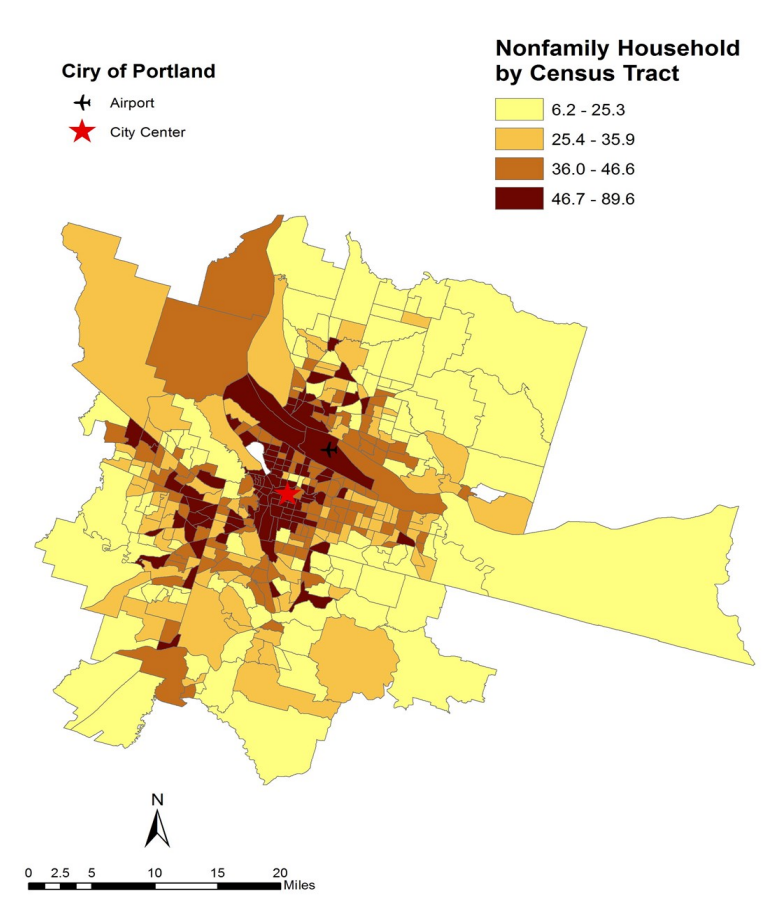 Nonfamily Household
by Census Tract
Ciry of Portland
Airport
City Center
6.2 - 25.3
25.4 - 35.9
36.0 - 46.6
46.7 - 89.6
N
0 2.5 5 10 15 20
Miles